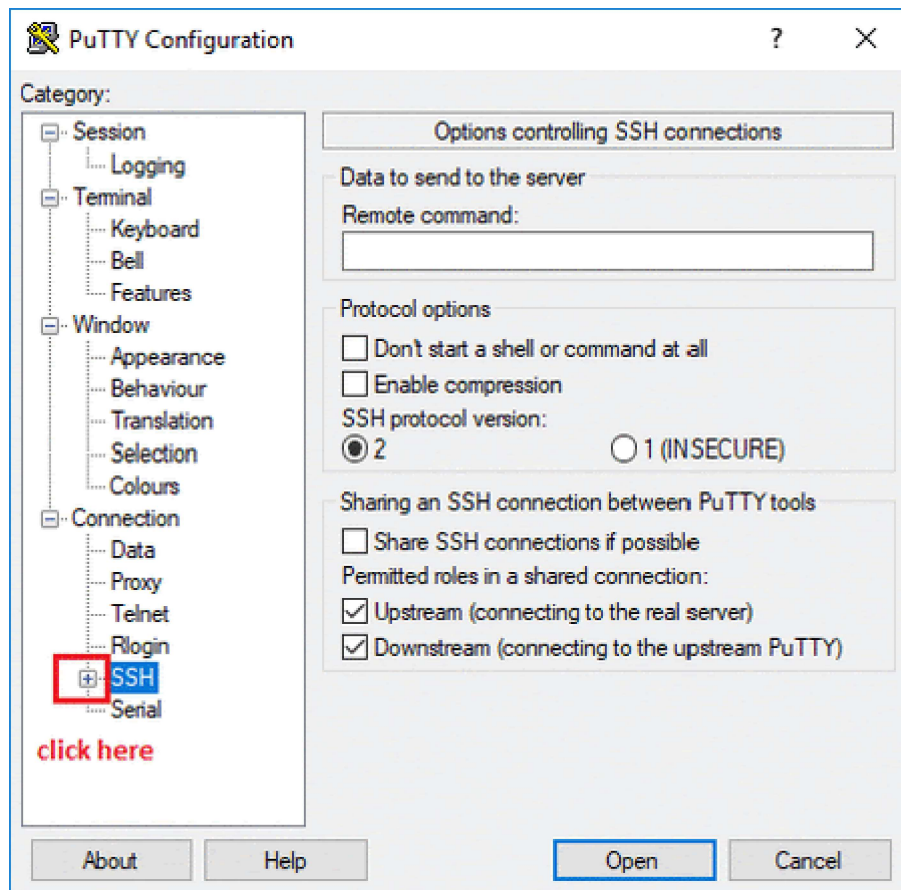 PuTTY Configuration
?
Category:
Session
Logging
Terminal
Keyboard
Bell
Features
Window
Appearance
Behaviour
Translation
Selection
Colours
Connection
Data
Proxy
Telnet
Rlogin
SSH
Serial
click here
Options controlling SSH connections
Data to send to the server
Remote command:
Protocol options
Don't start a shell or command at all
Enable compression
SSH protocol version:
2 1 (INSECURE)
Sharing an SSH connection between PuTTY tools
Share SSH connections if possible
Permitted roles in a shared connection:
Upstream (connecting to the real server)
Downstream (connecting to the upstream PuTTY)
About Help Open Cancel